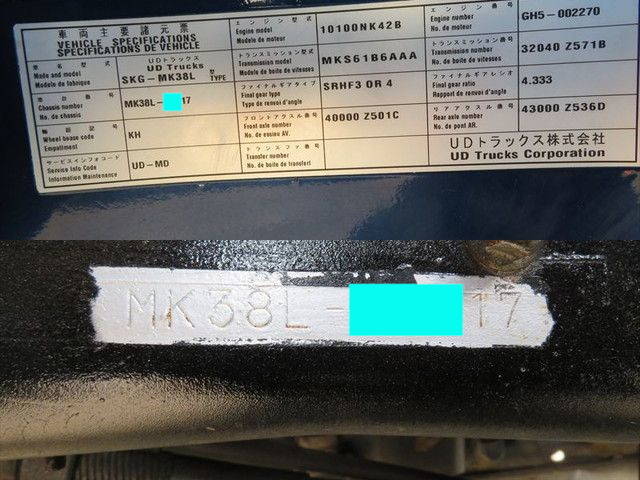 車両主要諸元票
VEHICLE SPECIFICATIONS
SPECIFICATIONS DE VEHICULE
車名・型式
Mode and model
Modele de fabrique
UDトラックス
UD Trucks
SKG-MK38L 型 TYPE
車台番号
Chassis number
No. de chassis
MK38L- 17
軸距記号
Wheel base code
Empattement
KH
サービスインフォコード
Service Info Code
Information Maintenence
UD-MD
エンジン型式
Engine model
Modele de moteur
10100NK42B
トランスミッション型式
Transmission model
Modele de boite de vitesses
MKS61B6AAA
ファイナルギアタイプ
Final gear type
Type de renvoi d'angle
SRHF3 OR 4
フロントアクスル番号
Front axle number
No. de essieu AV.
40000 Z501C
トランスファ番号
Transfer number
No. de boite de transfert
エンジン番号
Engine number
No. de moteur
GH5-002270
トランスミッション番号
Transmission number
No de boite de vitesses
32040 Z571B
ファイナルギアレシオ
Final gear ratio
Rapport de renvoi d'angle
4.333
リアアクスル番号
Rear axle number
No de pont AR.
43000 Z536D
UDトラックス株式会社
UD Trucks Corporation
MK38L- 17